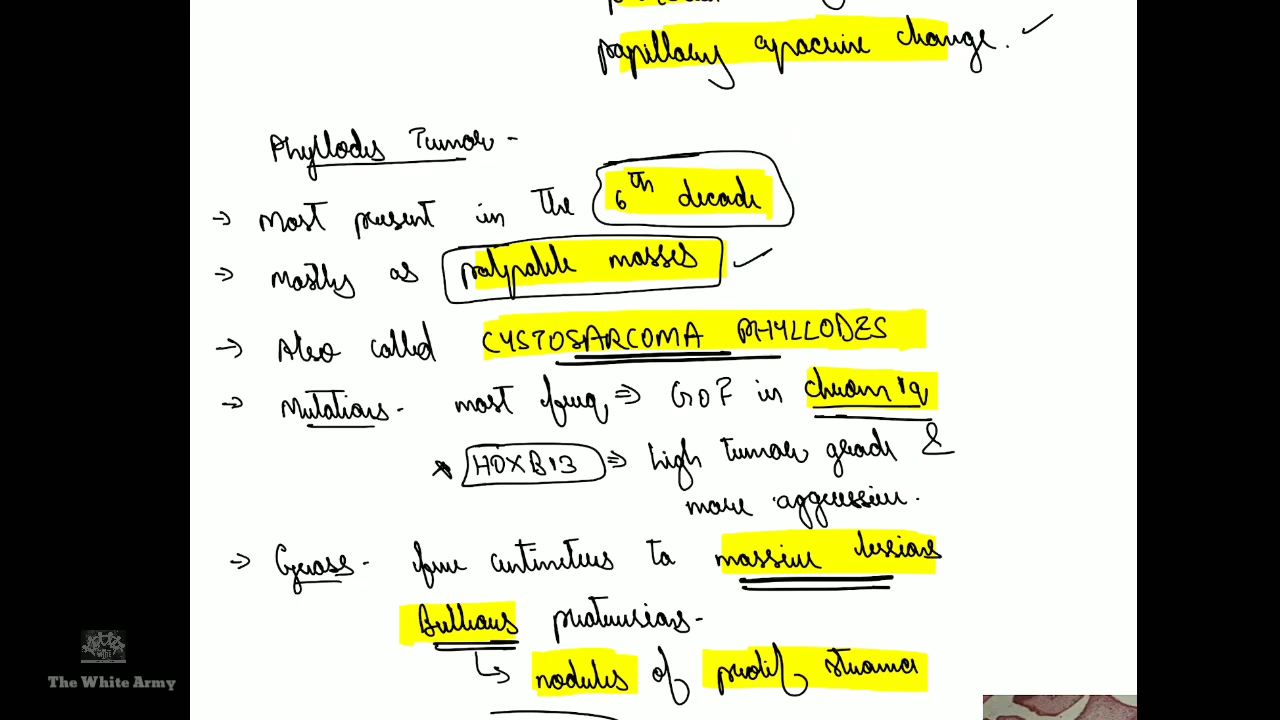 papillary apocrine change.
Phyllodes Tumor -
→ Most present in the 6th decade
→ Mostly as palpable masses
→ Also called CYSTOSARCOMA PHYLLODES
→ Mutations - most freq ⇒ GOF in chrom 1q
* HOXB13 ⇒ high tumor grade &
more aggressive.
→ Gross - few centimetres to massive lesions
Bulbous protrusions -
↳ nodules of prolif stroma
The White Army